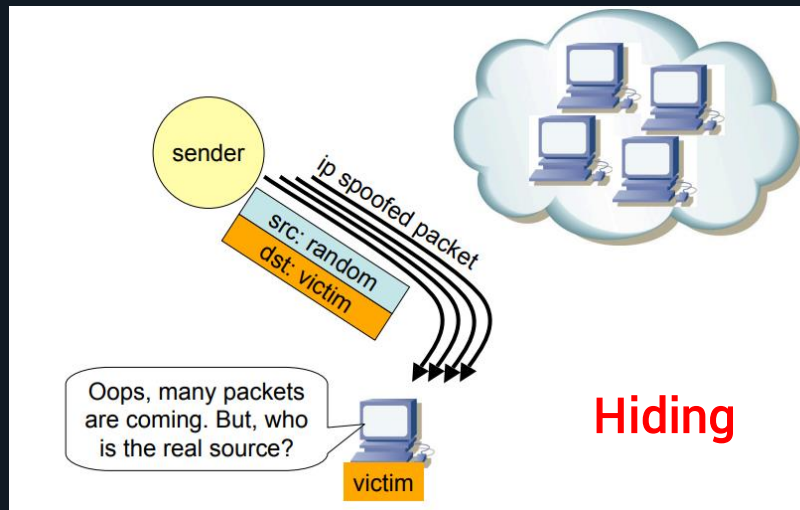 sender
ip spoofed packet
src: random
dst: victim
Oops, many packets
are coming. But, who
is the real source?
Hiding
victim